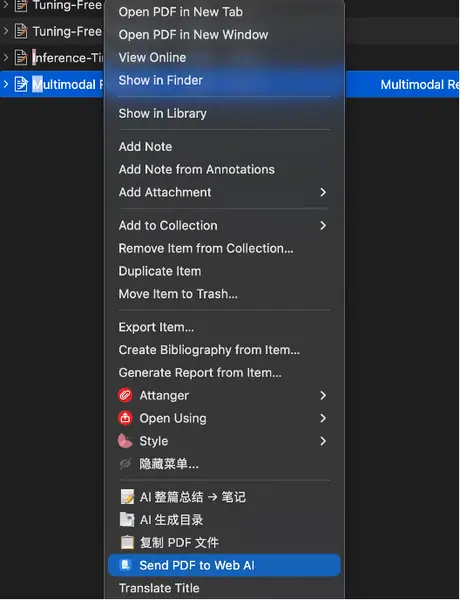 Tuning-Free
Open PDF in New Tab
Tuning-Free
Open PDF in New Window
Inference-Ti
View Online
Show in Finder
Multimodal R
Multimodal Re
Show in Library
Add Note
Add Note from Annotations
Add Attachment
Add to Collection
Remove Item from Collection...
Duplicate Item
Move Item to Trash...
Export Item...
Create Bibliography from Item...
Generate Report from Item...
Attanger
Open Using
Style
隐藏菜单...
AI 整篇总结 → 笔记
AI 生成目录
复制 PDF 文件
Send PDF to Web AI
Translate Title